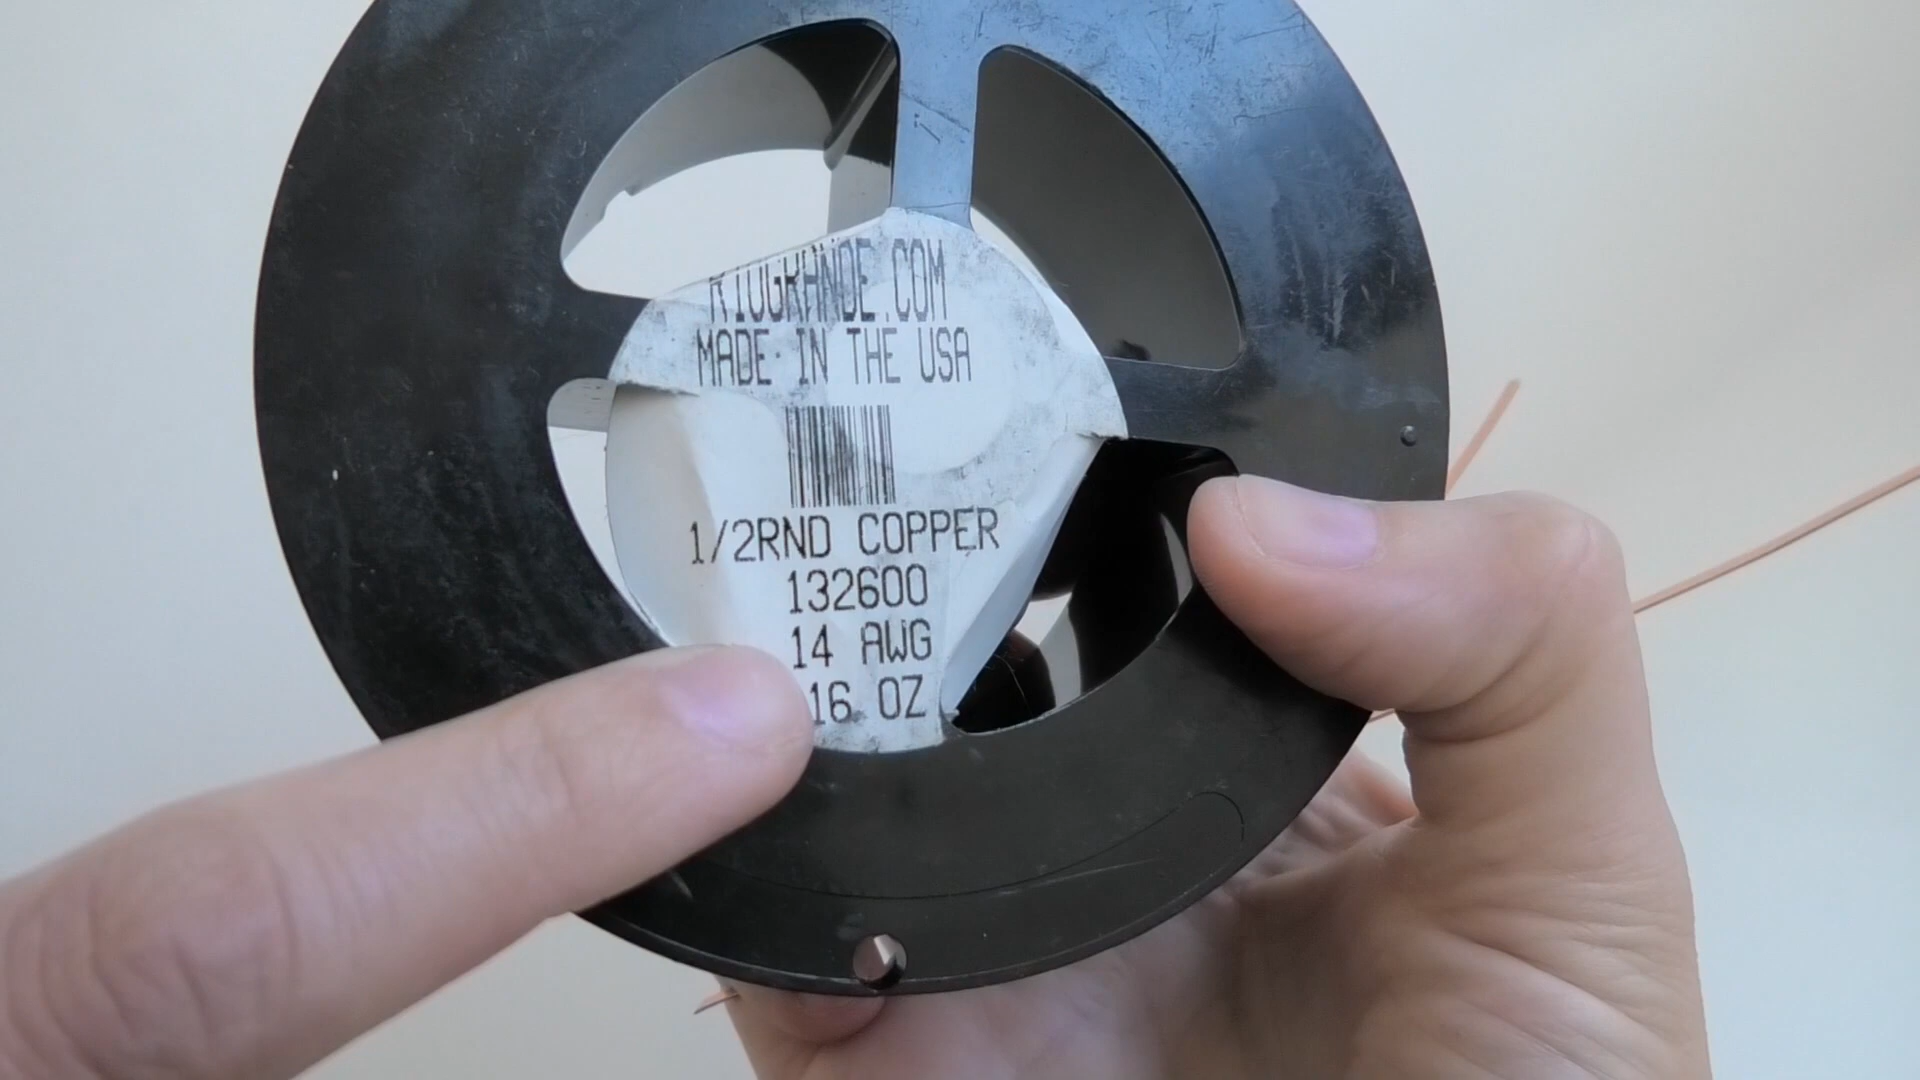 RIOGRANDE.COM
MADE IN THE USA
1/2RND COPPER
132600
14 AWG
16 OZ